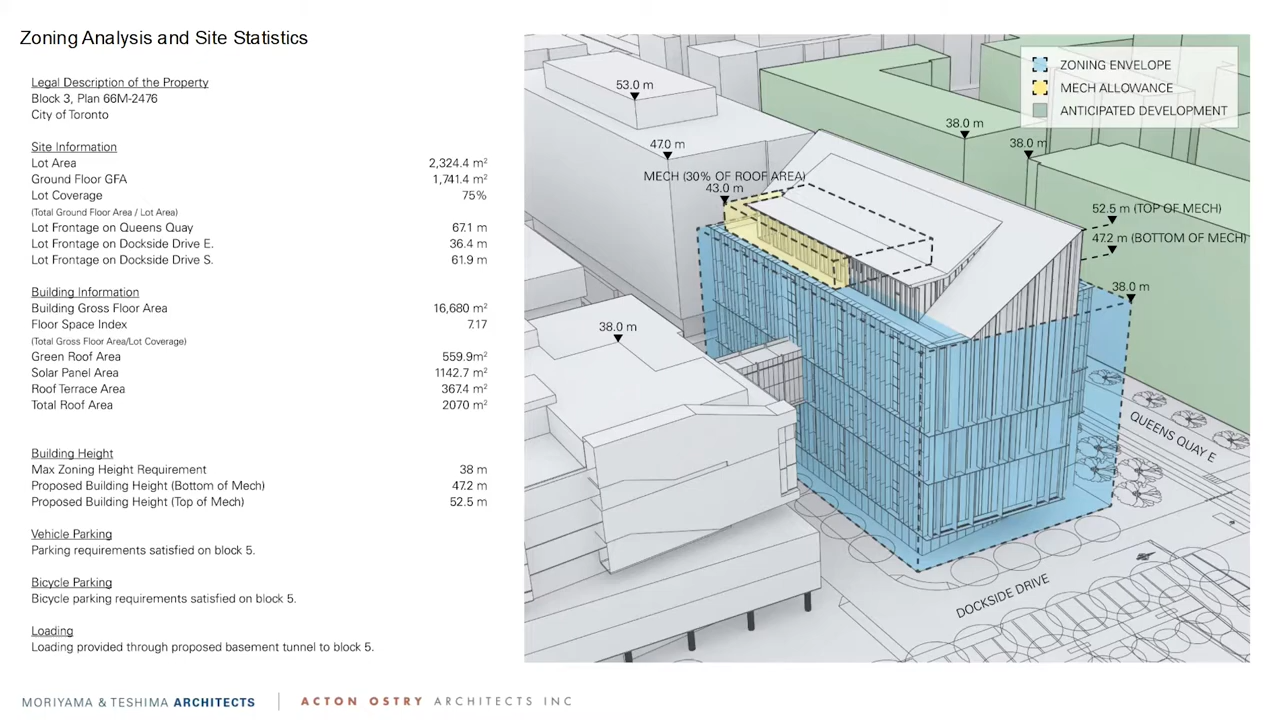 Zoning Analysis and Site Statistics
Legal Description of the Property
Block 3, Plan 66M-2476
City of Toronto
Site Information
Lot Area 2,324.4 m²
Ground Floor GFA 1,741.4 m²
Lot Coverage 75%
(Total Ground Floor Area / Lot Area)
Lot Frontage on Queens Quay 67.1 m
Lot Frontage on Dockside Drive E. 36.4 m
Lot Frontage on Dockside Drive S. 61.9 m
Building Information
Building Gross Floor Area 16,680 m²
Floor Space Index 7.17
(Total Gross Floor Area/Lot Coverage)
Green Roof Area 559.9m²
Solar Panel Area 1142.7 m²
Roof Terrace Area 367.4 m²
Total Roof Area 2070 m²
Building Height
Max Zoning Height Requirement 38 m
Proposed Building Height (Bottom of Mech) 47.2 m
Proposed Building Height (Top of Mech) 52.5 m
Vehicle Parking
Parking requirements satisfied on block 5.
Bicycle Parking
Bicycle parking requirements satisfied on block 5.
Loading
Loading provided through proposed basement tunnel to block 5.
ZONING ENVELOPE
MECH ALLOWANCE
ANTICIPATED DEVELOPMENT
53.0 m
38.0 m
47.0 m
38.0 m
MECH (30% OF ROOF AREA)
43.0 m
52.5 m (TOP OF MECH)
47.2 m (BOTTOM OF MECH)
38.0 m
38.0 m
QUEENS QUAY E
DOCKSIDE DRIVE
MORIYAMA & TESHIMA ARCHITECTS
ACTON OSTRY ARCHITECTS INC